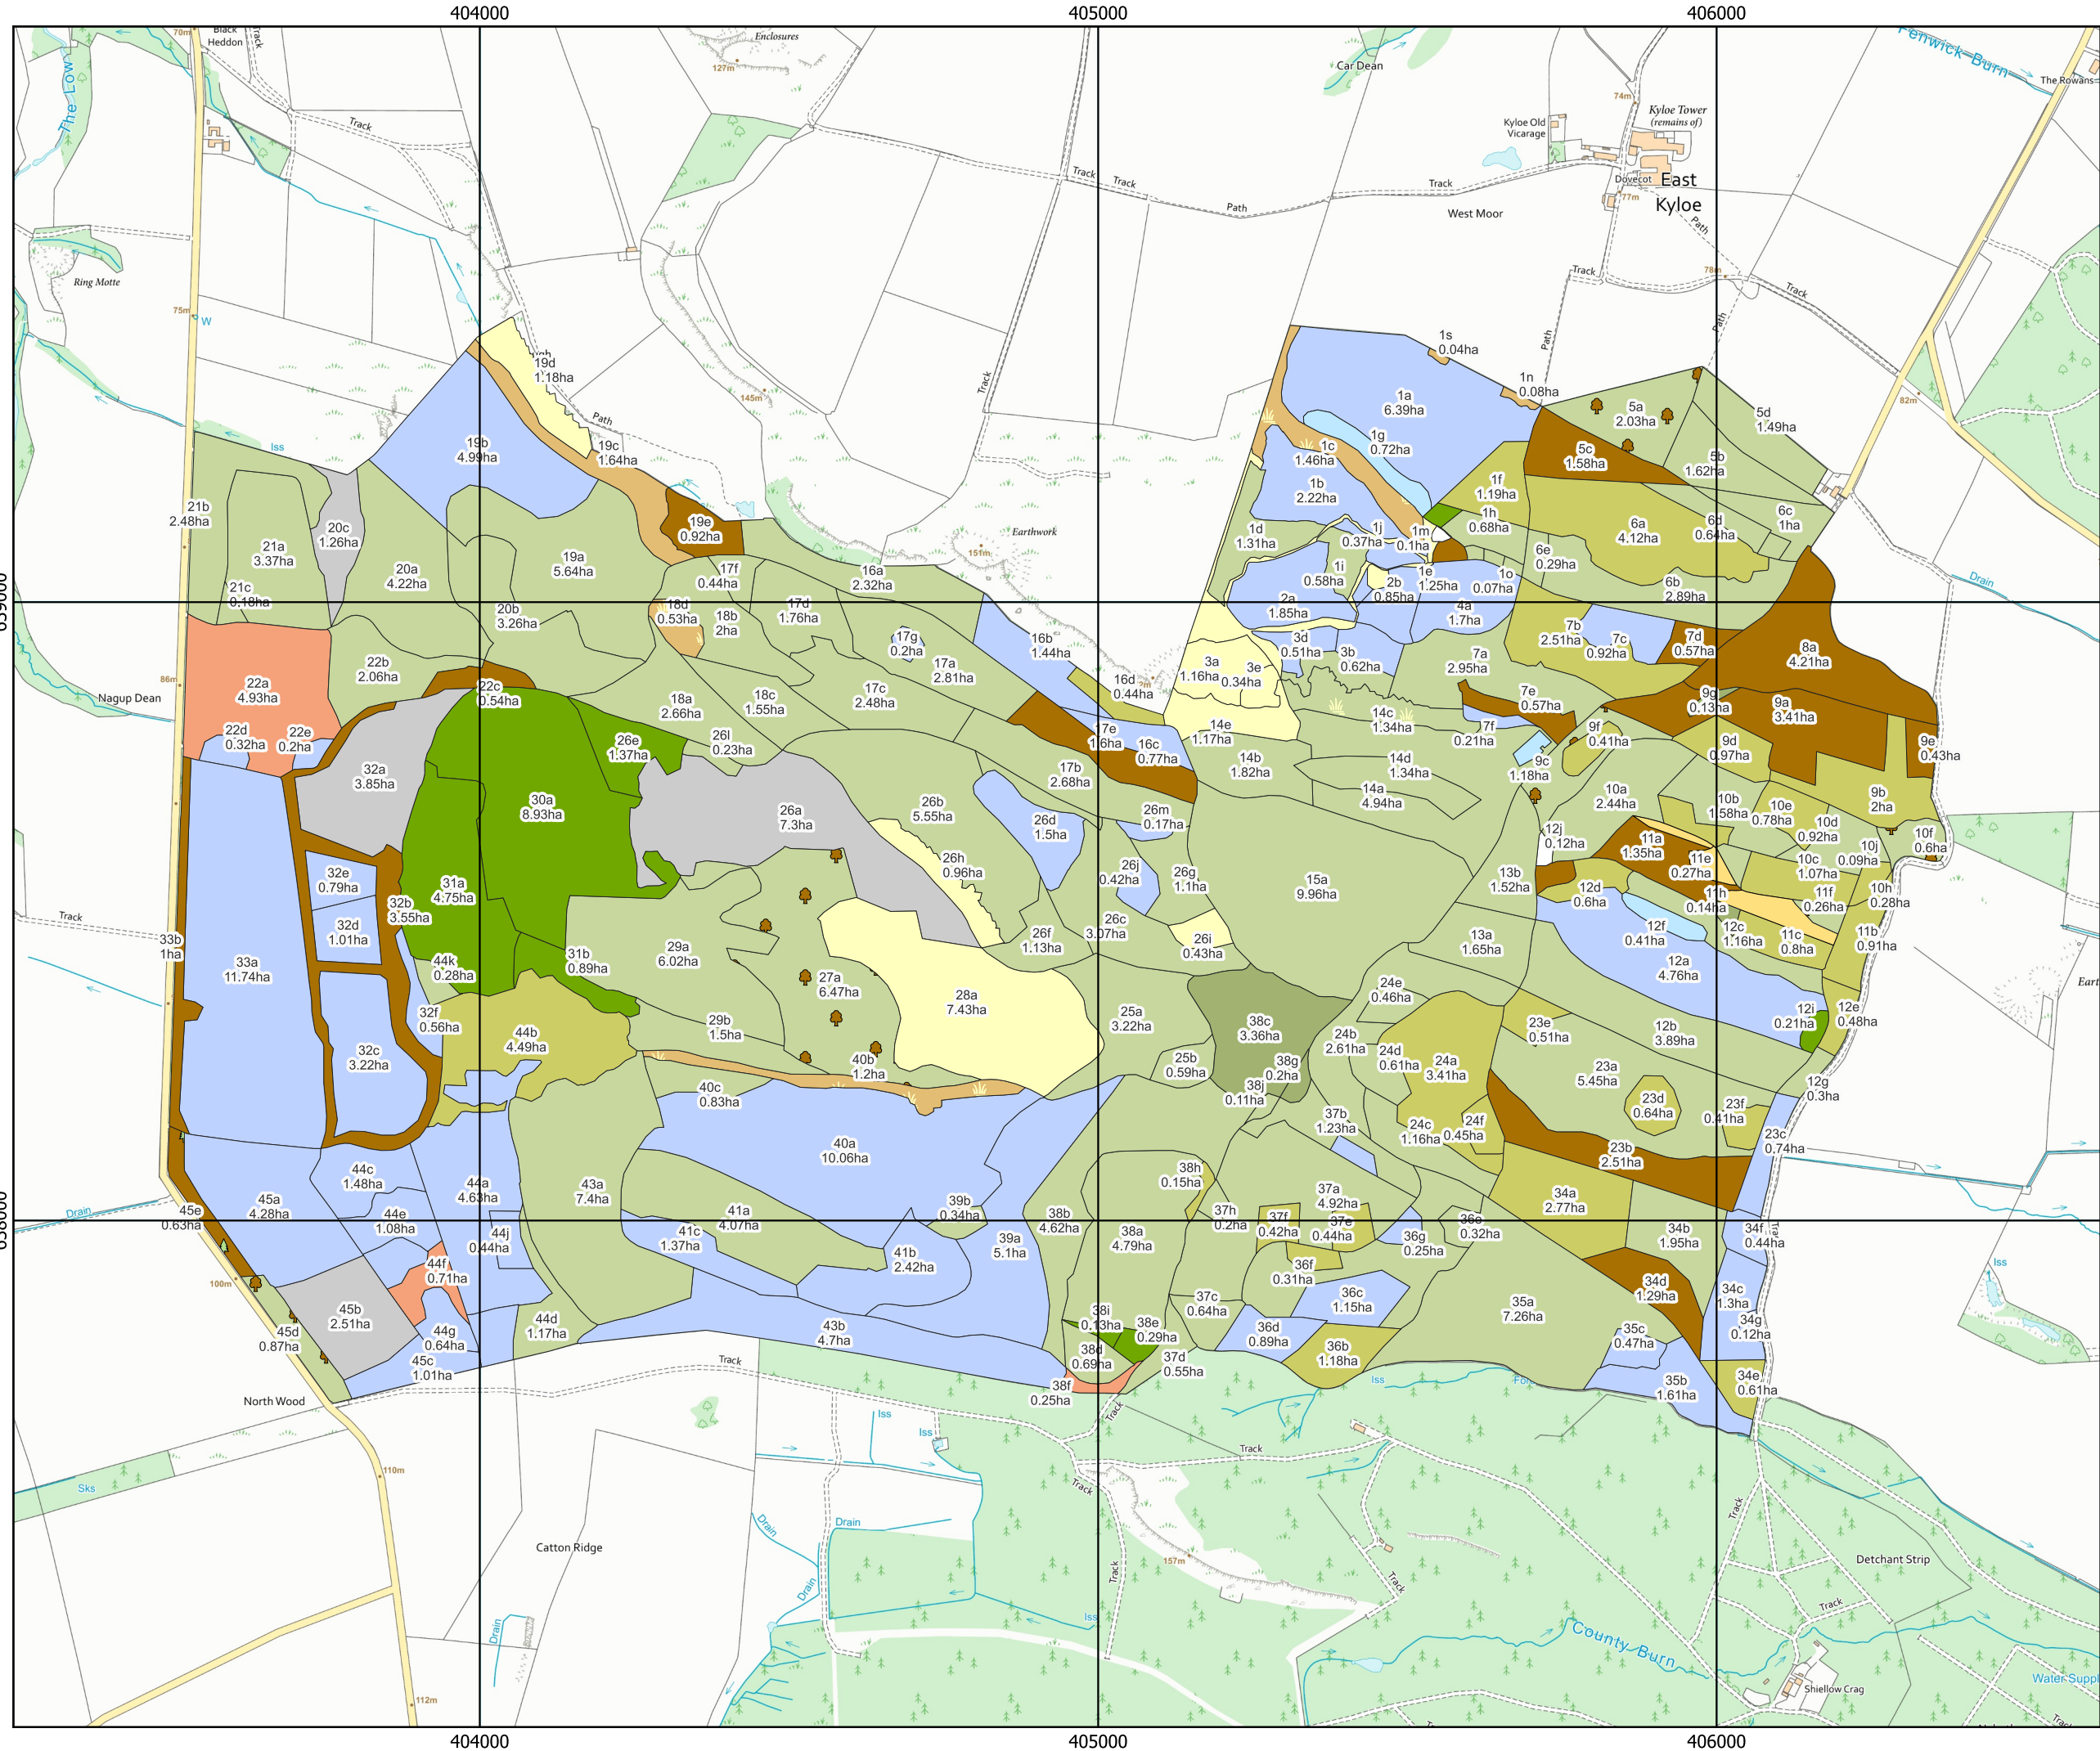 404000
405000
406000
639000
638000
70m
Black
Heddon
Track
The Low
Track
127m
Enclosures
Car Dean
Fenwick Burn
The Rowans
74m
Kyloe Tower
(remains of)
Kyloe Old
Vicarage
Dovecot
East
Kyloe
77m
Track
Track
Path
Track
West Moor
Path
Ring Motte
75m
W
78m
Track
Track
Path
Path
145m
Track
Path
82m
Iss
Earthwork
151m
Drain
86m
Nagup Dean
Track
Drain
100m
North Wood
Track
Track
110m
Sks
Catton Ridge
Drain
Drain
Drain
Drain
Iss
Iss
Iss
Iss
Iss
Track
Track
Track
Track
157m
Track
Track
Track
Detchant Strip
County Burn
Water Suppl
Shiellow Crag
112m
19d
1.18ha
19b
4.99ha
19c
1.64ha
19e
0.92ha
19a
5.64ha
21b
2.48ha
21a
3.37ha
21c
0.18ha
20c
1.26ha
20a
4.22ha
20b
3.26ha
17f
0.44ha
16a
2.32ha
17d
1.76ha
18d
0.53ha
18b
2ha
17g
0.2ha
17a
2.81ha
16b
1.44ha
16d
0.44ha
22a
4.93ha
22b
2.06ha
22c
0.54ha
22d
0.32ha
22e
0.2ha
18a
2.66ha
18c
1.55ha
17c
2.48ha
17e
1.6ha
16c
0.77ha
17b
2.68ha
1s
0.04ha
1n
0.08ha
1a
6.39ha
1g
0.72ha
1c
1.46ha
1b
2.22ha
1f
1.19ha
1h
0.68ha
1d
1.31ha
1j
0.37ha
1m
0.1ha
1i
0.58ha
1e
1.25ha
1o
0.07ha
2b
0.85ha
2a
1.85ha
4a
1.7ha
3d
0.51ha
3b
0.62ha
3a
1.16ha
3e
0.34ha
5a
2.03ha
5d
1.49ha
5c
1.58ha
5b
1.62ha
6a
4.12ha
6d
0.64ha
6c
1ha
6e
0.29ha
6b
2.89ha
7b
2.51ha
7c
0.92ha
7d
0.57ha
7a
2.95ha
7e
0.57ha
7f
0.21ha
8a
4.21ha
9g
0.13ha
9a
3.41ha
9f
0.41ha
9d
0.97ha
9e
0.43ha
9c
1.18ha
9b
2ha
14e
1.17ha
14c
1.34ha
14b
1.82ha
14d
1.34ha
14a
4.94ha
10a
2.44ha
10b
1.58ha
10e
0.78ha
10d
0.92ha
10f
0.6ha
10j
0.09ha
10c
1.07ha
10h
0.28ha
12j
0.12ha
11a
1.35ha
11e
0.27ha
11h
0.14ha
11f
0.26ha
11c
0.8ha
11b
0.91ha
12d
0.6ha
12f
0.41ha
12c
1.16ha
12a
4.76ha
12i
0.21ha
12e
0.48ha
12b
3.89ha
12g
0.3ha
13b
1.52ha
13a
1.65ha
15a
9.96ha
26e
1.37ha
26l
0.23ha
26a
7.3ha
26b
5.55ha
26d
1.5ha
26m
0.17ha
26h
0.96ha
26j
0.42ha
26g
1.1ha
26c
3.07ha
26f
1.13ha
26i
0.43ha
32a
3.85ha
30a
8.93ha
32e
0.79ha
31a
4.75ha
32b
3.55ha
32d
1.01ha
33b
1ha
33a
11.74ha
44k
0.28ha
31b
0.89ha
29a
6.02ha
27a
6.47ha
28a
7.43ha
32f
0.56ha
32c
3.22ha
44b
4.49ha
29b
1.5ha
40b
1.2ha
40c
0.83ha
25a
3.22ha
25b
0.59ha
38c
3.36ha
38g
0.2ha
38j
0.11ha
24e
0.46ha
24b
2.61ha
24d
0.61ha
24a
3.41ha
24c
1.16ha
24f
0.45ha
23e
0.51ha
23a
5.45ha
23d
0.64ha
23f
0.41ha
23c
0.74ha
23b
2.51ha
37b
1.23ha
40a
10.06ha
44c
1.48ha
44a
4.63ha
43a
7.4ha
45e
0.63ha
45a
4.28ha
44e
1.08ha
44j
0.44ha
41a
4.07ha
41c
1.37ha
41b
2.42ha
39b
0.34ha
39a
5.1ha
38b
4.62ha
38a
4.79ha
38h
0.15ha
37h
0.2ha
37a
4.92ha
37f
0.42ha
37e
0.44ha
36g
0.25ha
36e
0.32ha
34a
2.77ha
34b
1.95ha
34f
0.44ha
44f
0.71ha
45b
2.51ha
44g
0.64ha
44d
1.17ha
45d
0.87ha
45c
1.01ha
43b
4.7ha
38i
0.13ha
38e
0.29ha
38d
0.69ha
38f
0.25ha
37d
0.55ha
37c
0.64ha
36f
0.31ha
36c
1.15ha
36d
0.89ha
36b
1.18ha
35a
7.26ha
34d
1.29ha
34c
1.3ha
34g
0.12ha
35c
0.47ha
35b
1.61ha
34e
0.61ha